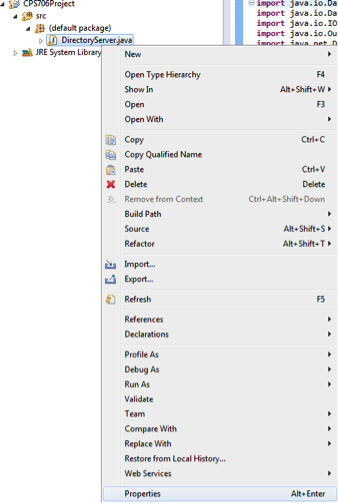 CPS706Project
src
(default package)
DirectoryServer.java
JRE System Library
import java.io.Da
import java.io.Da
import java.io.IO
import java.io.Ou
import java.net.D
New
Open Type Hierarchy F4
Show In Alt+Shift+W
Open F3
Open With
Copy Ctrl+C
Copy Qualified Name
Paste Ctrl+V
Delete Delete
Remove from Context Ctrl+Alt+Shift+Down
Build Path
Source Alt+Shift+S
Refactor Alt+Shift+T
Import...
Export...
Refresh F5
References
Declarations
Profile As
Debug As
Run As
Validate
Team
Compare With
Replace With
Restore from Local History...
Web Services
Properties Alt+Enter